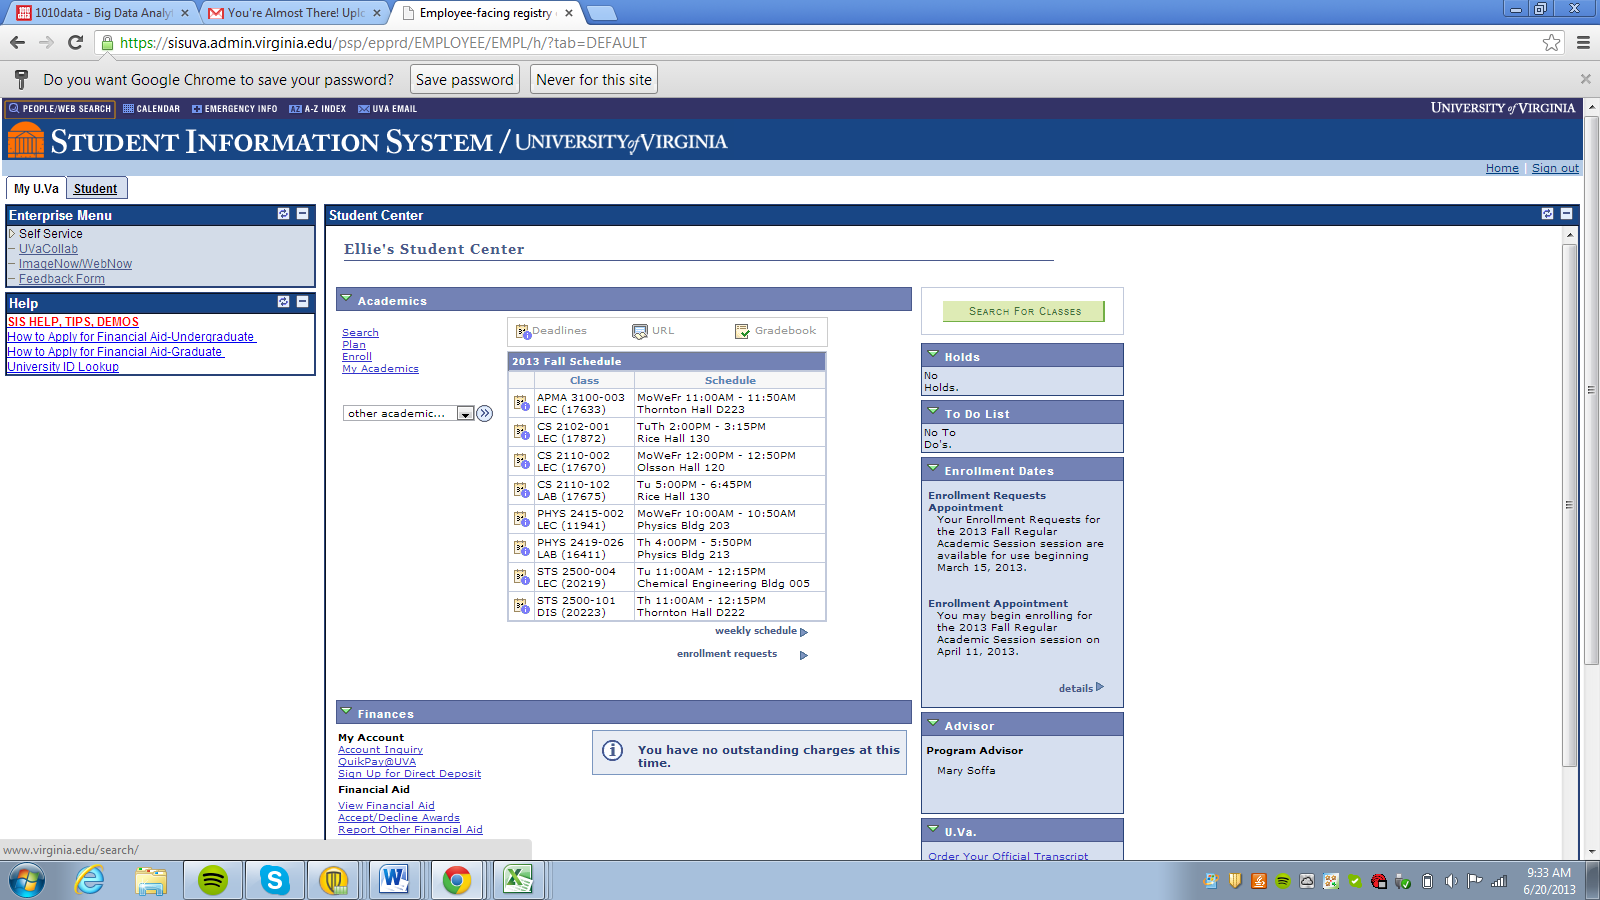 1010data - Big Data Analy
You're Almost There! Uplo
Employee-facing registry
https://sisuva.admin.virginia.edu/psp/epprd/EMPLOYEE/EMPL/h/?tab=DEFAULT
Do you want Google Chrome to save your password? Save password Never for this site
PEOPLE/WEB SEARCH CALENDAR EMERGENCY INFO A-Z INDEX UVA EMAIL
UNIVERSITY of VIRGINIA
STUDENT INFORMATION SYSTEM / UNIVERSITY of VIRGINIA
Home Sign out
My U.Va Student
Enterprise Menu
Self Service
UVaCollab
ImageNow/WebNow
Feedback Form
Help
SIS HELP, TIPS, DEMOS
How to Apply for Financial Aid-Undergraduate
How to Apply for Financial Aid-Graduate
University ID Lookup
Student Center
Ellie's Student Center
Academics
Search
Plan
Enroll
My Academics
other academic...
Deadlines URL Gradebook
2013 Fall Schedule
Class Schedule
APMA 3100-003 MoWeFr 11:00AM - 11:50AM
LEC (17633) Thornton Hall D223
CS 2102-001 TuTh 2:00PM - 3:15PM
LEC (17872) Rice Hall 130
CS 2110-002 MoWeFr 12:00PM - 12:50PM
LEC (17670) Olsson Hall 120
CS 2110-102 Tu 5:00PM - 6:45PM
LAB (17675) Rice Hall 130
PHYS 2415-002 MoWeFr 10:00AM - 10:50AM
LEC (11941) Physics Bldg 203
PHYS 2419-026 Th 4:00PM - 5:50PM
LAB (16411) Physics Bldg 213
STS 2500-004 Tu 11:00AM - 12:15PM
LEC (20219) Chemical Engineering Bldg 005
STS 2500-101 Th 11:00AM - 12:15PM
DIS (20223) Thornton Hall D222
weekly schedule
enrollment requests
Finances
My Account
Account Inquiry
QuikPay@UVA
Sign Up for Direct Deposit
Financial Aid
View Financial Aid
Accept/Decline Awards
Report Other Financial Aid
You have no outstanding charges at this
time.
SEARCH FOR CLASSES
Holds
No
Holds.
To Do List
No To
Do's.
Enrollment Dates
Enrollment Requests
Appointment
Your Enrollment Requests for
the 2013 Fall Regular
Academic Session session are
available for use beginning
March 15, 2013.
Enrollment Appointment
You may begin enrolling for
the 2013 Fall Regular
Academic Session session on
April 11, 2013.
details
Advisor
Program Advisor
Mary Soffa
U.Va.
Order Your Official Transcript
www.virginia.edu/search/
9:33 AM
6/20/2013